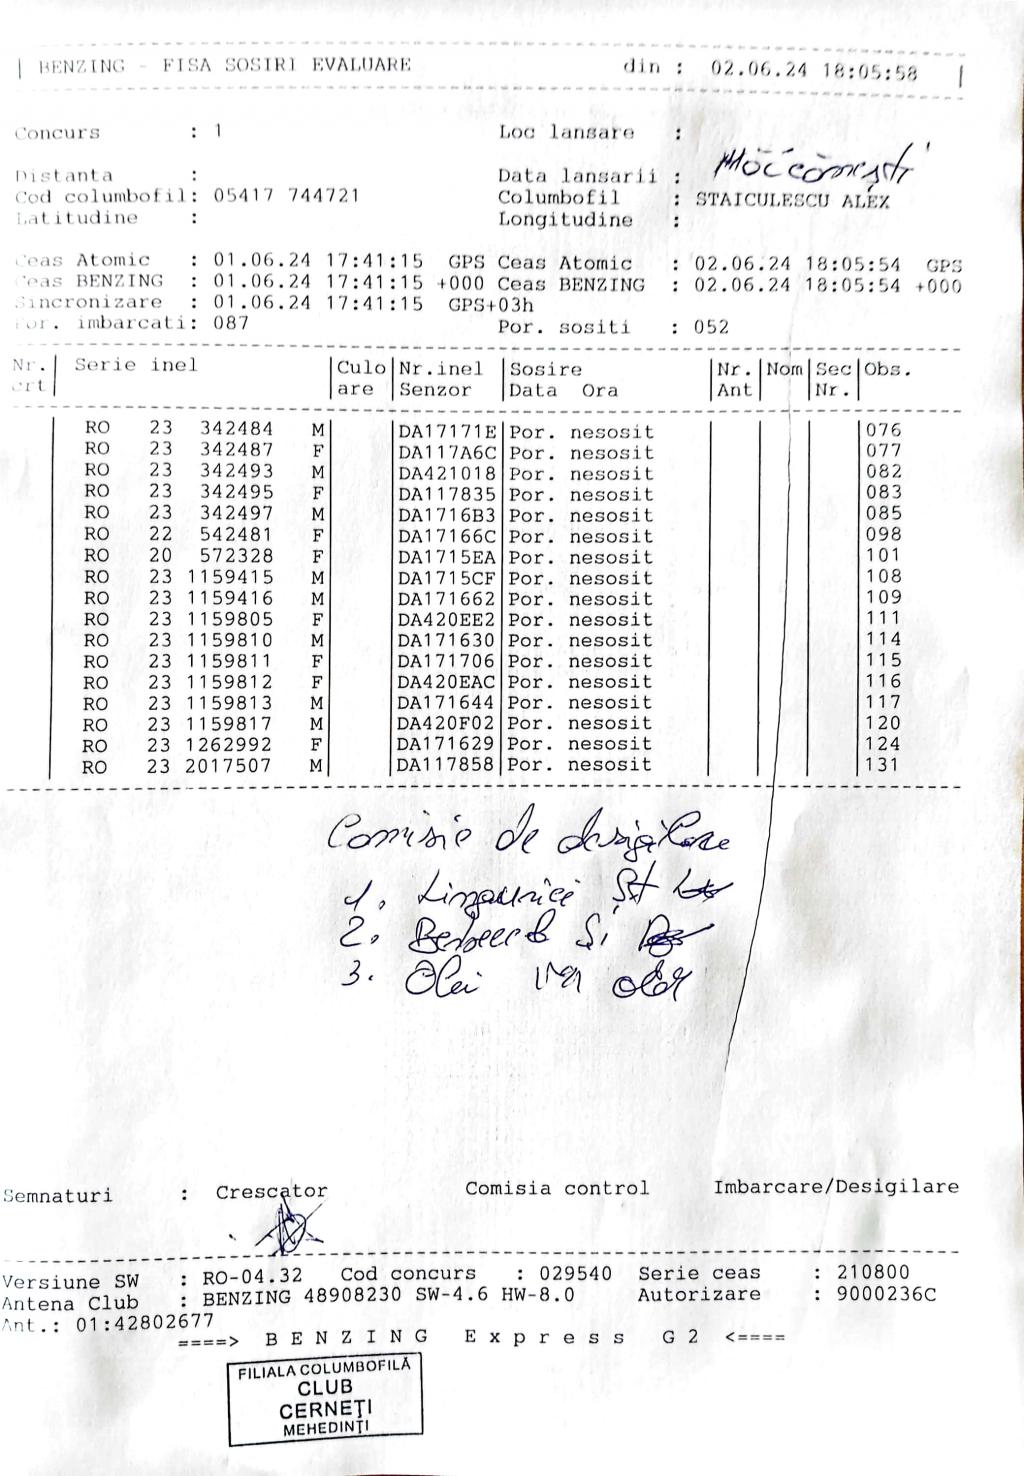 | BENZING - FISA SOSIRI EVALUARE din : 02.06.24 18:05:58 |
Concurs : 1 Loc lansare :
Distanta : Data lansarii :
Cod columbofil: 05417 744721 Columbofil : STAICULESCU ALEX
Latitudine : Longitudine :
Ceas Atomic : 01.06.24 17:41:15 GPS Ceas Atomic : 02.06.24 18:05:54 GPS
Ceas BENZING : 01.06.24 17:41:15 +000 Ceas BENZING : 02.06.24 18:05:54 +000
Sincronizare : 01.06.24 17:41:15 GPS+03h
Por. imbarcati: 087 Por. sositi : 052
Nr. | Serie inel | Culo | Nr.inel | Sosire | Nr. | Nom | Sec | Obs.
crt | | are | Senzor | Data Ora | Ant | | Nr. |
RO 23 342484 M DA17171E Por. nesosit 076
RO 23 342487 F DA117A6C Por. nesosit 077
RO 23 342493 M DA421018 Por. nesosit 082
RO 23 342495 F DA117835 Por. nesosit 083
RO 23 342497 M DA1716B3 Por. nesosit 085
RO 22 542481 F DA17166C Por. nesosit 098
RO 20 572328 F DA1715EA Por. nesosit 101
RO 23 1159415 M DA1715CF Por. nesosit 108
RO 23 1159416 M DA171662 Por. nesosit 109
RO 23 1159805 F DA420EE2 Por. nesosit 111
RO 23 1159810 M DA171630 Por. nesosit 114
RO 23 1159811 F DA171706 Por. nesosit 115
RO 23 1159812 F DA420EAC Por. nesosit 116
RO 23 1159813 M DA171644 Por. nesosit 117
RO 23 1159817 M DA420F02 Por. nesosit 120
RO 23 1262992 F DA171629 Por. nesosit 124
RO 23 2017507 M DA117858 Por. nesosit 131
Comisie de desigilare
1.
2.
3. Olei
Semnaturi : Crescator Comisia control Imbarcare/Desigilare
Versiune SW : RO-04.32 Cod concurs : 029540 Serie ceas : 210800
Antena Club : BENZING 48908230 SW-4.6 HW-8.0 Autorizare : 9000236C
Ant.: 01:42802677
====> B E N Z I N G E x p r e s s G 2 <====
FILIALA COLUMBOFILĂ
CLUB
CERNEȚI
MEHEDINȚI